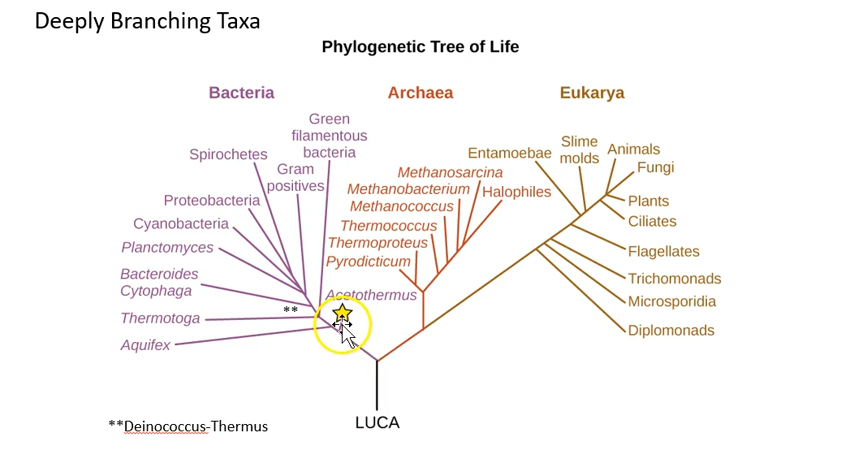 Deeply Branching Taxa
Phylogenetic Tree of Life
Bacteria
Archaea
Eukarya
Green
filamentous
bacteria
Spirochetes
Gram
positives
Proteobacteria
Cyanobacteria
Planctomyces
Bacteroides
Cytophaga
Thermotoga
Aquifex
**
Acetothermus
Methanosarcina
Methanobacterium
Halophiles
Methanococcus
Thermococcus
Thermoproteus
Pyrodicticum
Entamoebae
Slime
molds
Animals
Fungi
Plants
Ciliates
Flagellates
Trichomonads
Microsporidia
Diplomonads
LUCA
**Deinococcus-Thermus